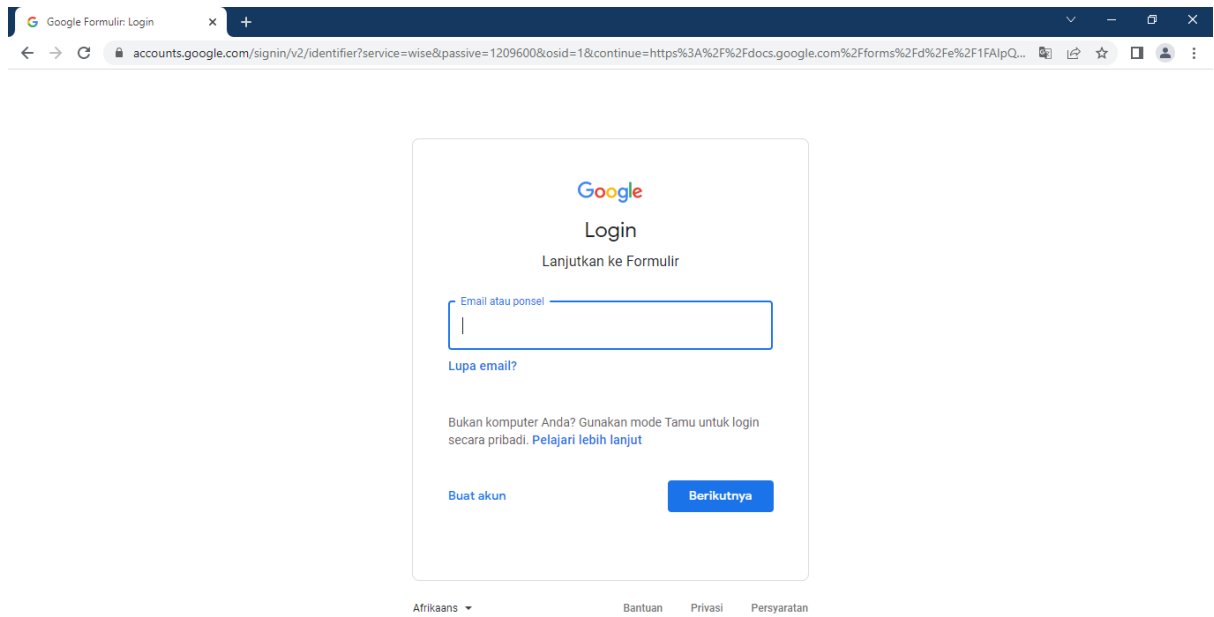 Google Formulir: Login
accounts.google.com/signin/v2/identifier?service=wise&passive=1209600&osid=1&continue=https%3A%2F%2Fdocs.google.com%2Fforms%2Fd%2Fe%2F1FAIpQ...
Google
Login
Lanjutkan ke Formulir
Email atau ponsel
Lupa email?
Bukan komputer Anda? Gunakan mode Tamu untuk login
secara pribadi. Pelajari lebih lanjut
Buat akun Berikutnya
Afrikaans Bantuan Privasi Persyaratan